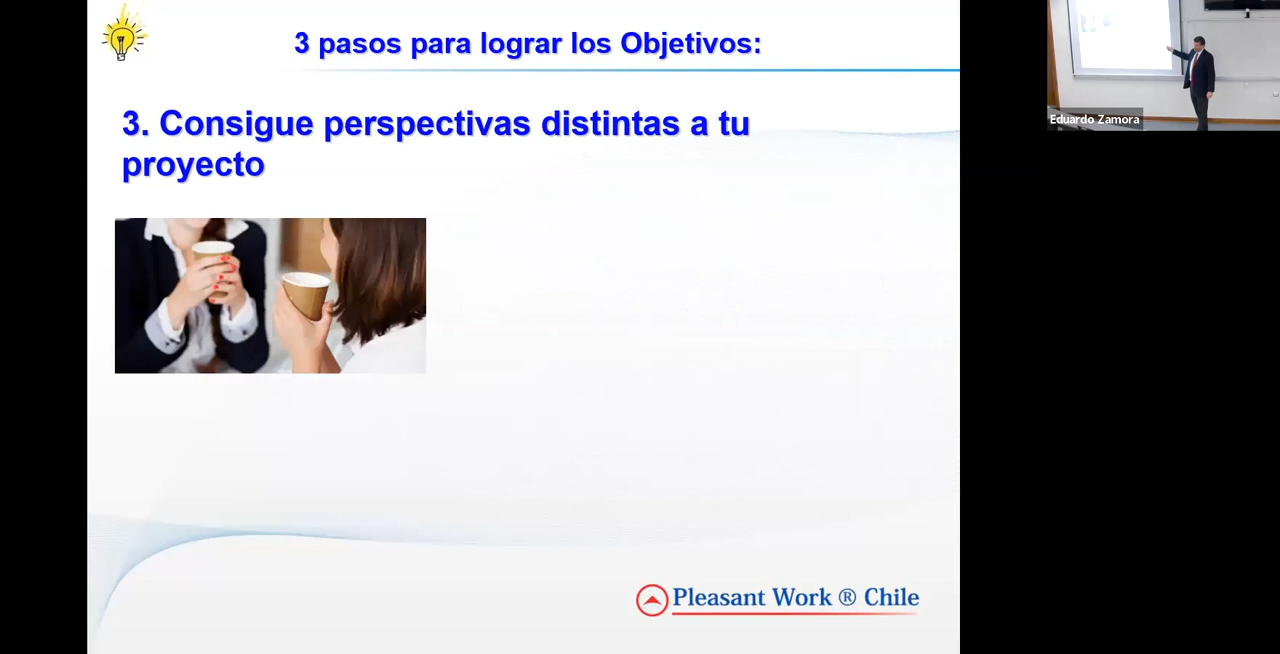 3 pasos para lograr los Objetivos:
3. Consigue perspectivas distintas a tu
proyecto
Pleasant Work ® Chile
Eduardo Zamora